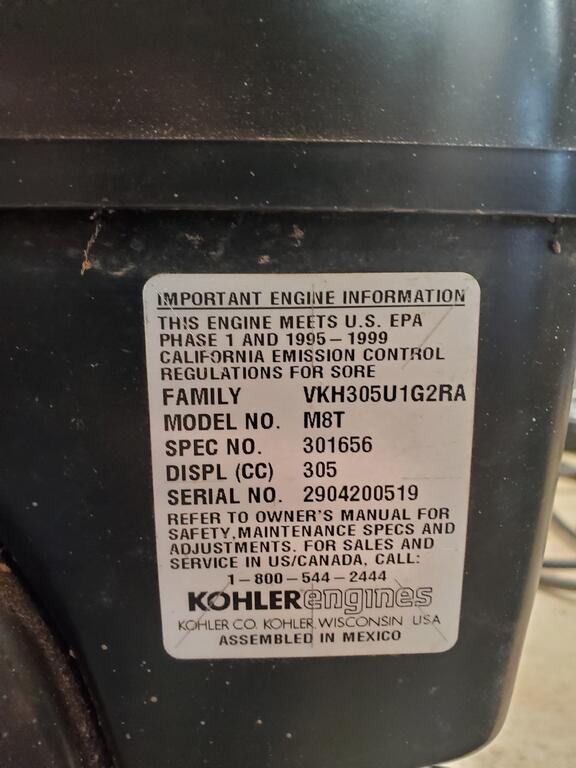 IMPORTANT ENGINE INFORMATION
THIS ENGINE MEETS U.S. EPA
PHASE 1 AND 1995–1999
CALIFORNIA EMISSION CONTROL
REGULATIONS FOR SORE
FAMILY VKH305U1G2RA
MODEL NO. M8T
SPEC NO. 301656
DISPL (CC) 305
SERIAL NO. 2904200519
REFER TO OWNER'S MANUAL FOR
SAFETY, MAINTENANCE SPECS AND
ADJUSTMENTS. FOR SALES AND
SERVICE IN US/CANADA, CALL:
1–800–544–2444
KOHLER engines
KOHLER CO. KOHLER, WISCONSIN USA
ASSEMBLED IN MEXICO